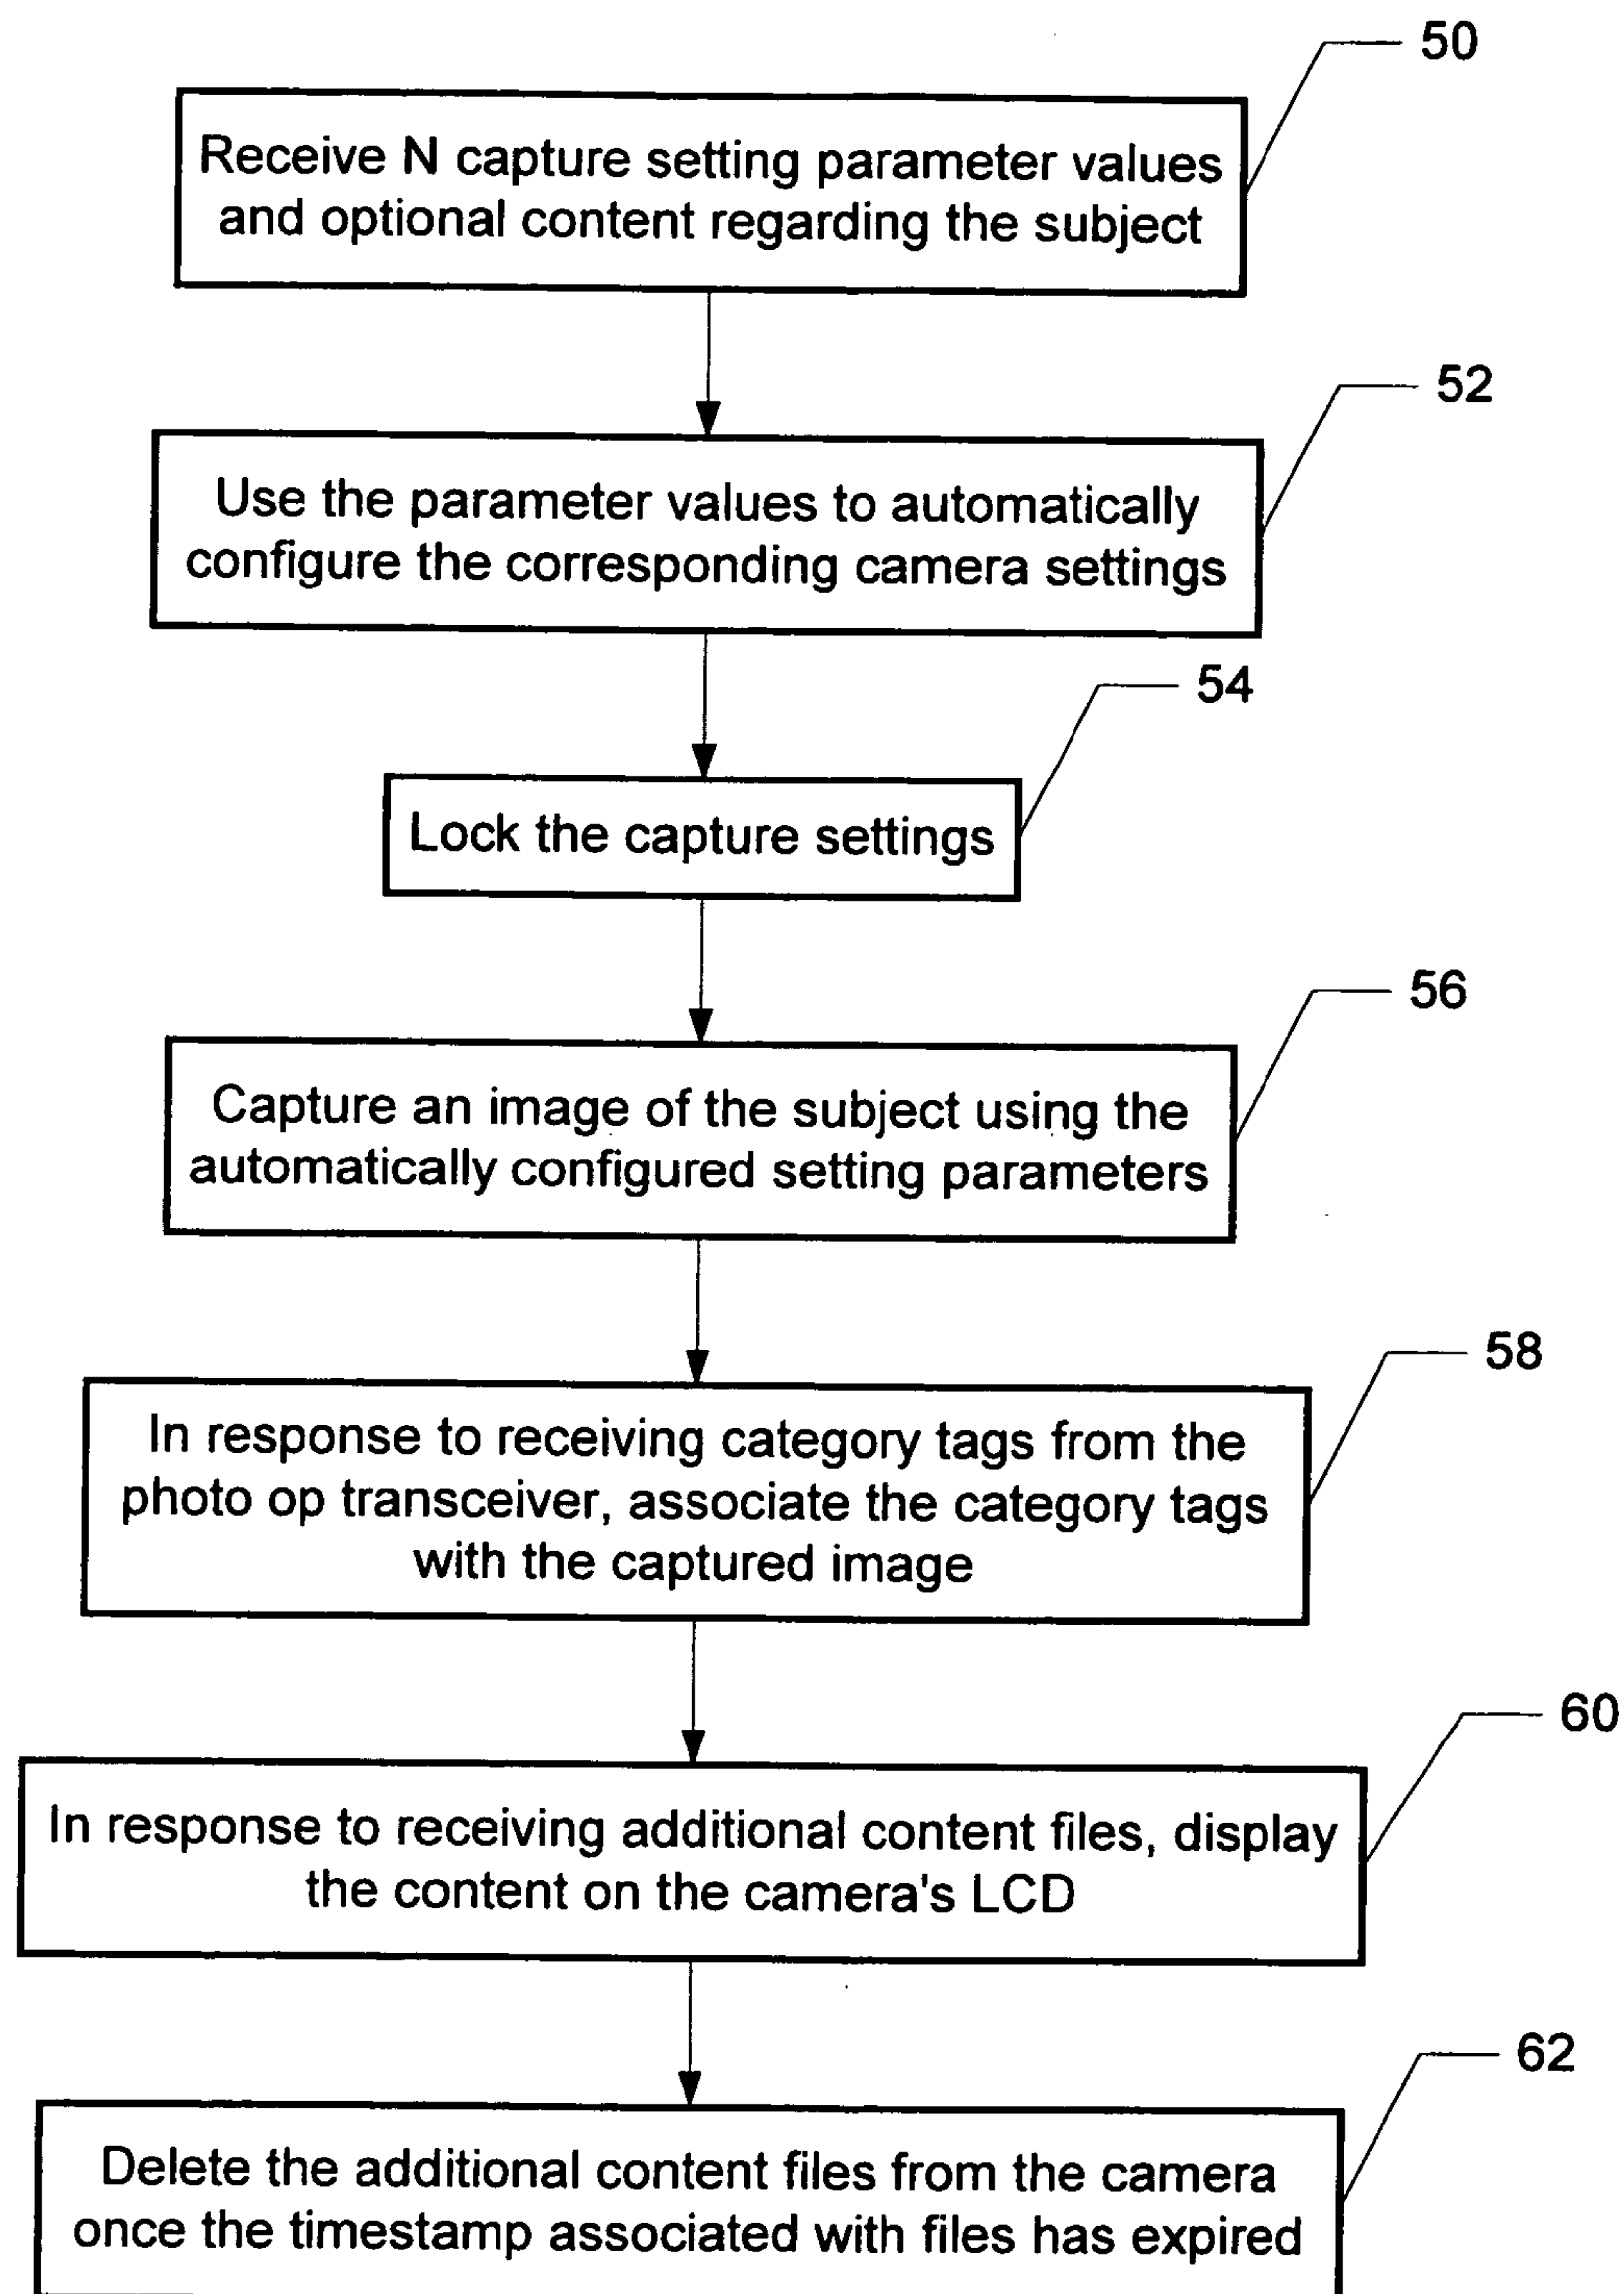 50
Receive N capture setting parameter values
and optional content regarding the subject
52
Use the parameter values to automatically
configure the corresponding camera settings
54
Lock the capture settings
56
Capture an image of the subject using the
automatically configured setting parameters
58
In response to receiving category tags from the
photo op transceiver, associate the category tags
with the captured image
60
In response to receiving additional content files, display
the content on the camera's LCD
62
Delete the additional content files from the camera
once the timestamp associated with files has expired